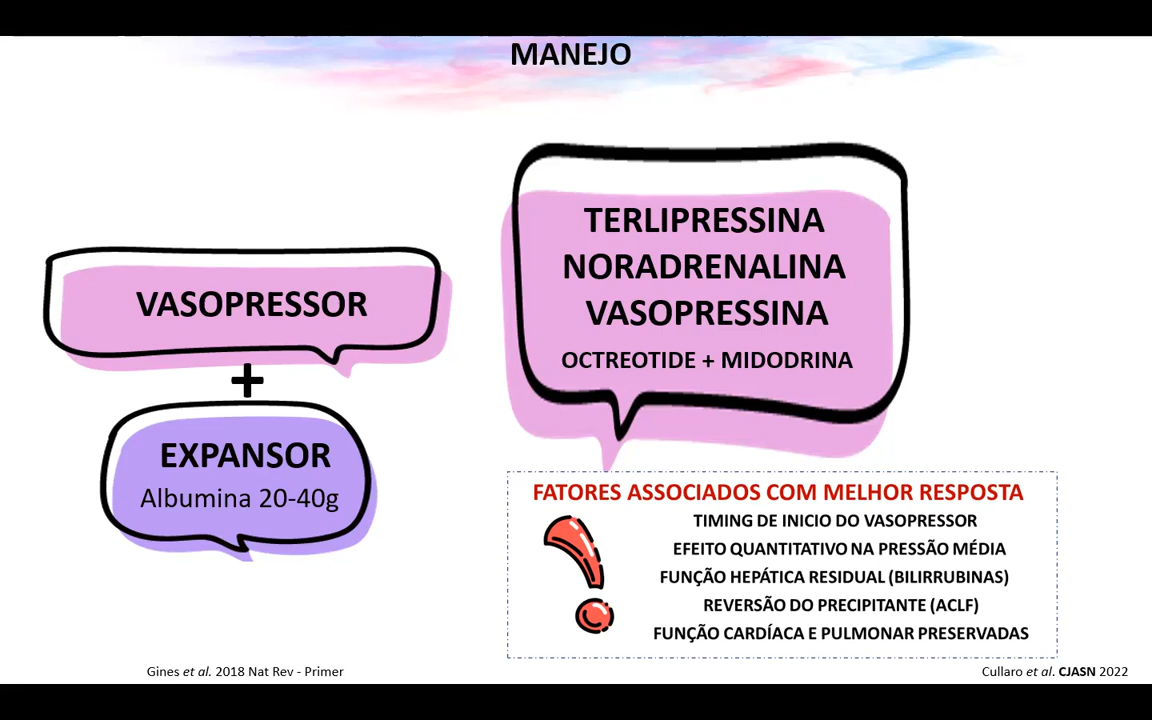 MANEJO
VASOPRESSOR
+
EXPANSOR
Albumina 20-40g
TERLIPRESSINA
NORADRENALINA
VASOPRESSINA
OCTREOTIDE + MIDODRINA
FATORES ASSOCIADOS COM MELHOR RESPOSTA
TIMING DE INICIO DO VASOPRESSOR
EFEITO QUANTITATIVO NA PRESSÃO MÉDIA
FUNÇÃO HEPÁTICA RESIDUAL (BILIRRUBINAS)
REVERSÃO DO PRECIPITANTE (ACLF)
FUNÇÃO CARDÍACA E PULMONAR PRESERVADAS
Gines et al. 2018 Nat Rev - Primer
Cullaro et al. CJASN 2022